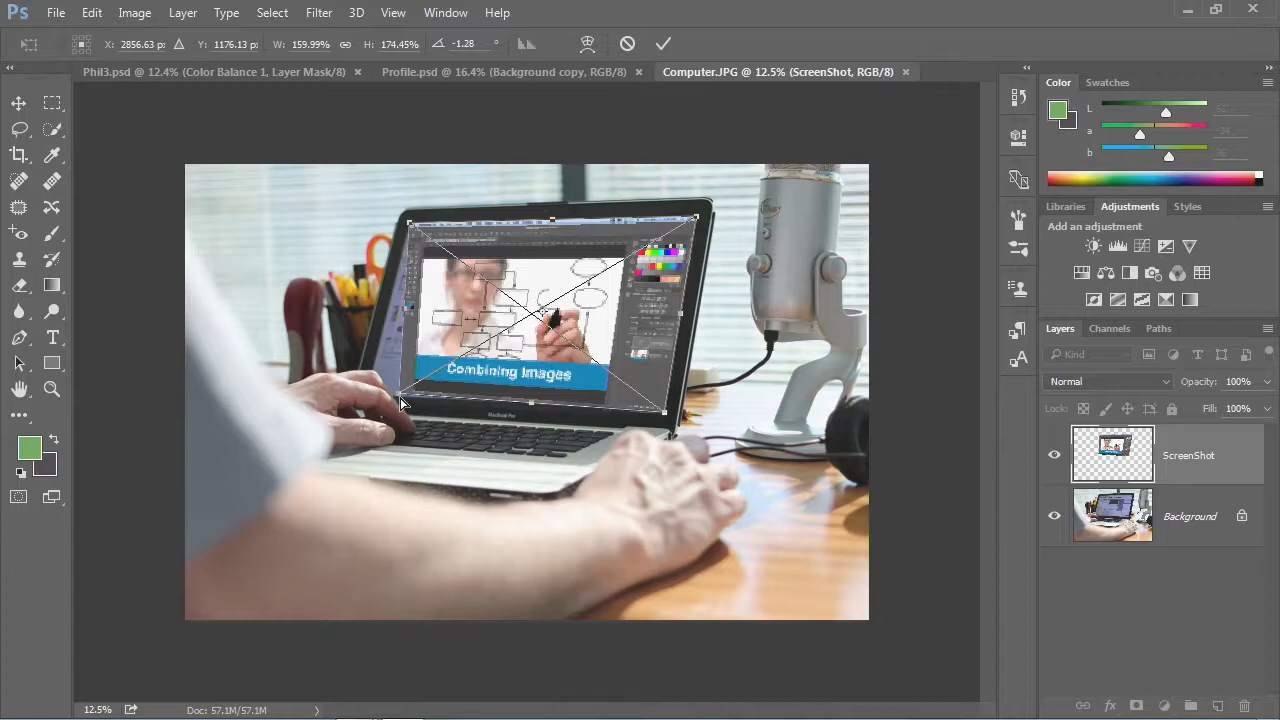 Ps File Edit Image Layer Type Select Filter 3D View Window Help
X: 2856.63 p: Y: 1176.13 p: W: 159.99% H: 174.45% -1.28 °
Phil3.psd @ 12.4% (Color Balance 1, Layer Mask/8) × Profile.psd @ 16.4% (Background copy, RGB/8) × Computer.JPG @ 12.5% (ScreenShot, RGB/8) ×
Color Swatches
L
a
b
Libraries Adjustments Styles
Add an adjustment
Layers Channels Paths
Kind
Normal Opacity: 100%
Lock: Fill: 100%
ScreenShot
Background
Combining Images
MacBook Pro
T
12.5% Doc: 57.1M/57.1M